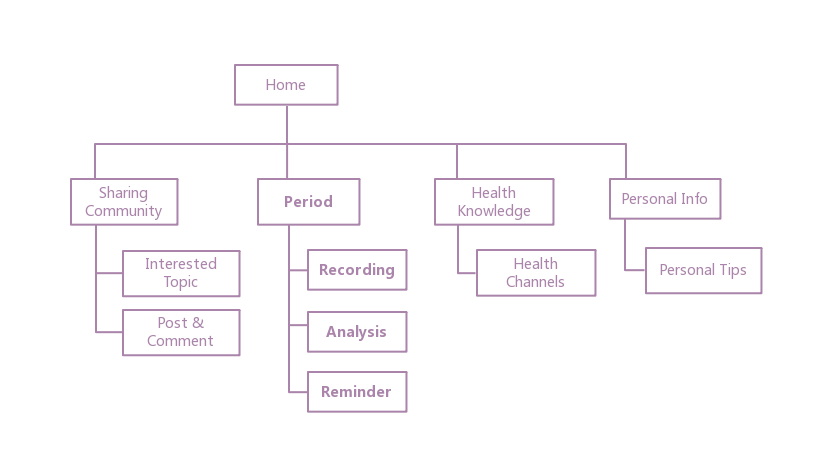 Home
Sharing
Community
Period
Health
Knowledge
Personal Info
Interested
Topic
Post &
Comment
Recording
Analysis
Reminder
Health
Channels
Personal Tips